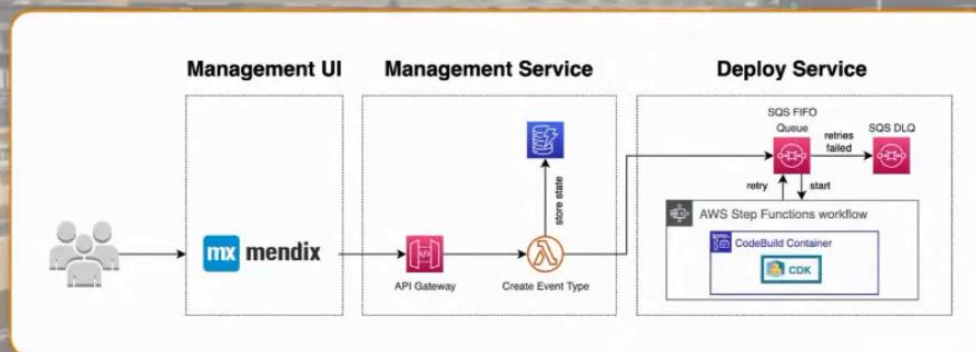 Management UI
Management Service
Deploy Service
mx mendix
API Gateway
store state
Create Event Type
SQS FIFO
Queue
retries
failed
SQS DLQ
retry
start
AWS Step Functions workflow
CodeBuild Container
CDK